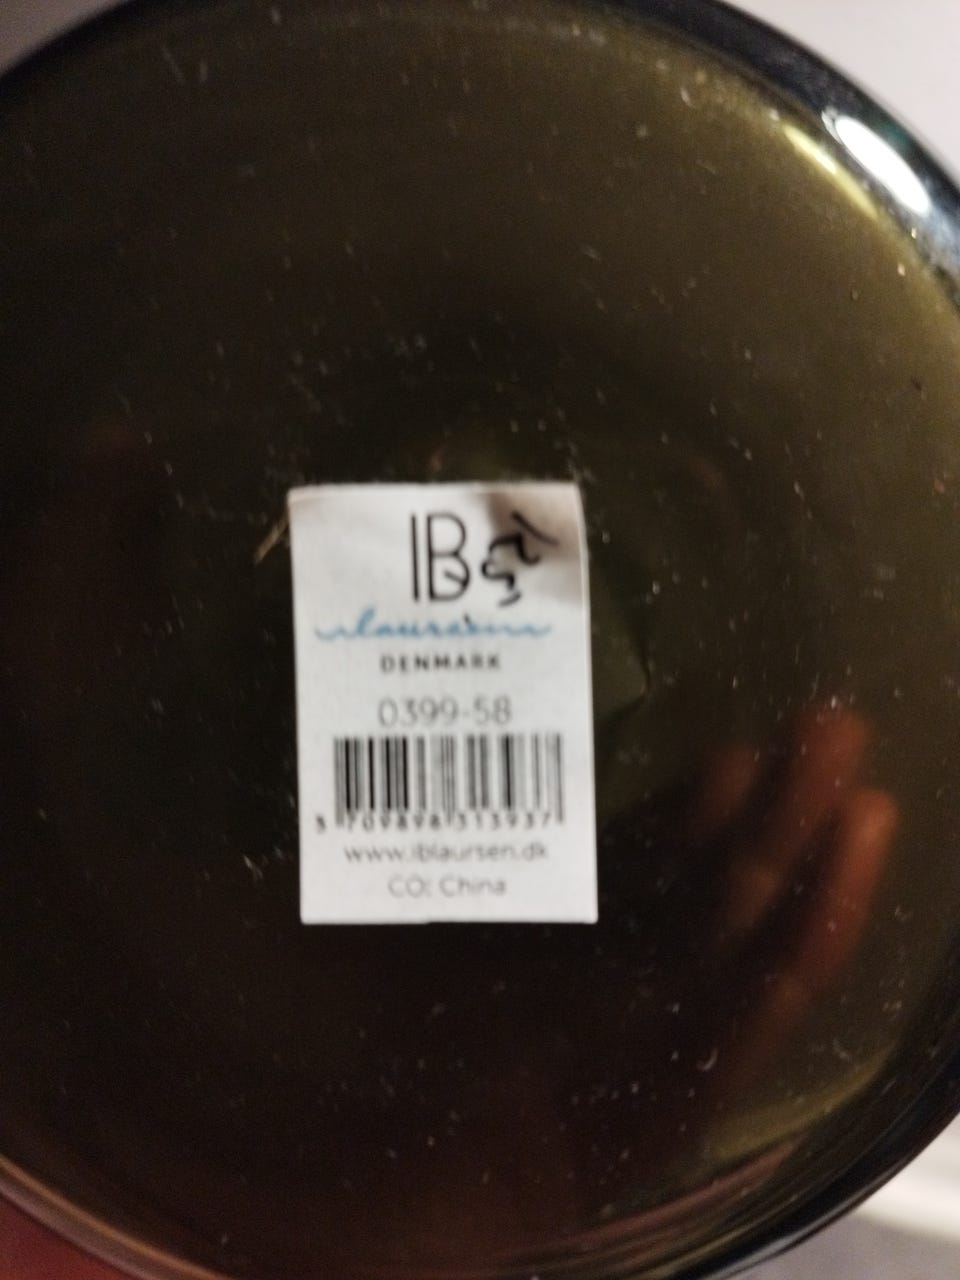 IB
laursen
DENMARK
0399-58
5 709898 313937
www.iblaursen.dk
CO: China